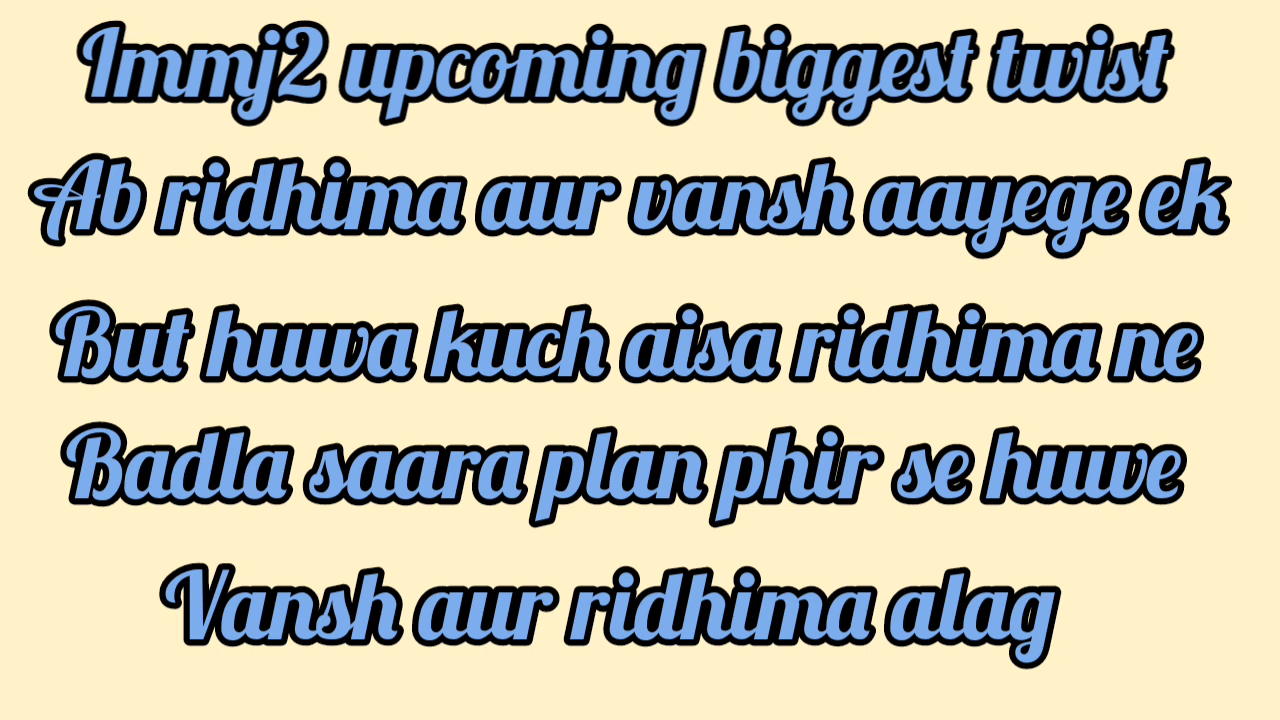 Immj2 upcoming biggest twist
Ab ridhima aur vansh aayege ek
But huwa kuch aisa ridhima ne
Badla saara plan phir se huwe
Vansh aur ridhima alag